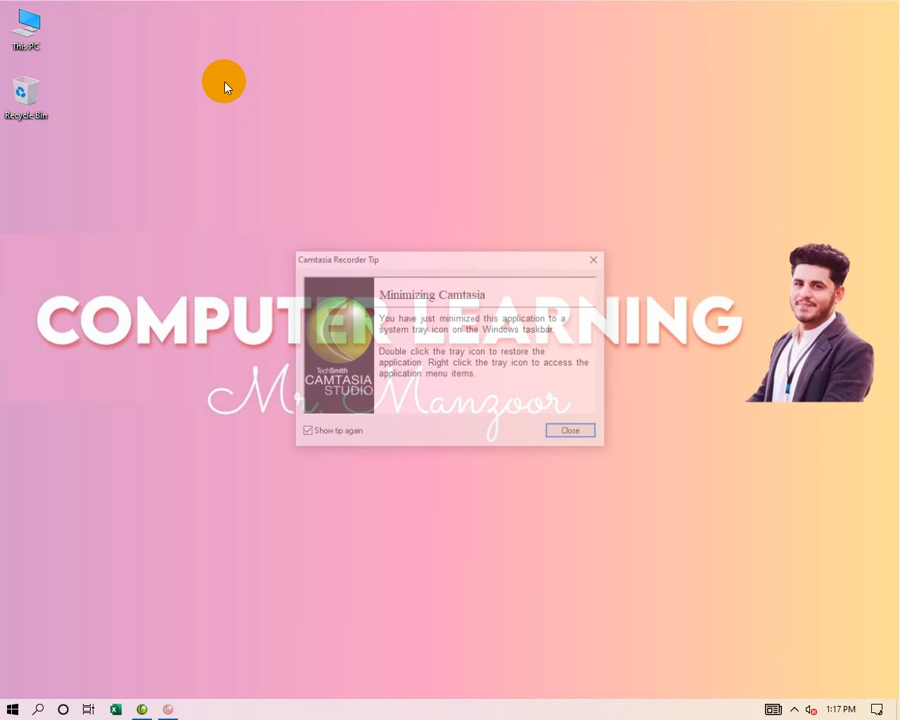 This PC
Recycle Bin
Camtasia Recorder Tip
Minimizing Camtasia
You have just minimized this application to a
system tray icon on the Windows taskbar.
Double click the tray icon to restore the
application. Right click the tray icon to access the
application menu items.
TechSmith
CAMTASIA
STUDIO
Show tip again
Close
COMPUTER LEARNING
Mr. Manzoor
1:17 PM